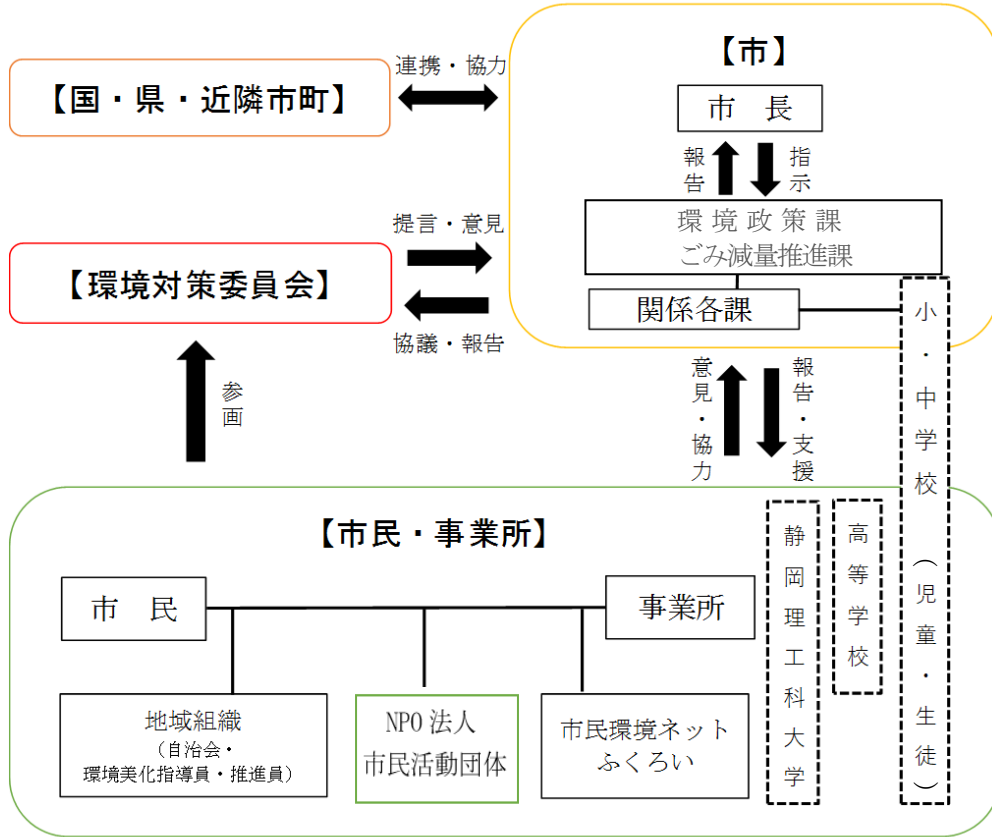 【国・県・近隣市町】
連携・協力
【市】
市 長
報告
指示
環境政策課
ごみ減量推進課
関係各課
提言・意見
【環境対策委員会】
協議・報告
参画
意見・協力
報告・支援
小・中学校 (児童・生徒)
【市民・事業所】
市 民
事業所
静岡理工科大学
高等学校
地域組織
(自治会・
環境美化指導員・推進員)
NPO法人
市民活動団体
市民環境ネット
ふくろい